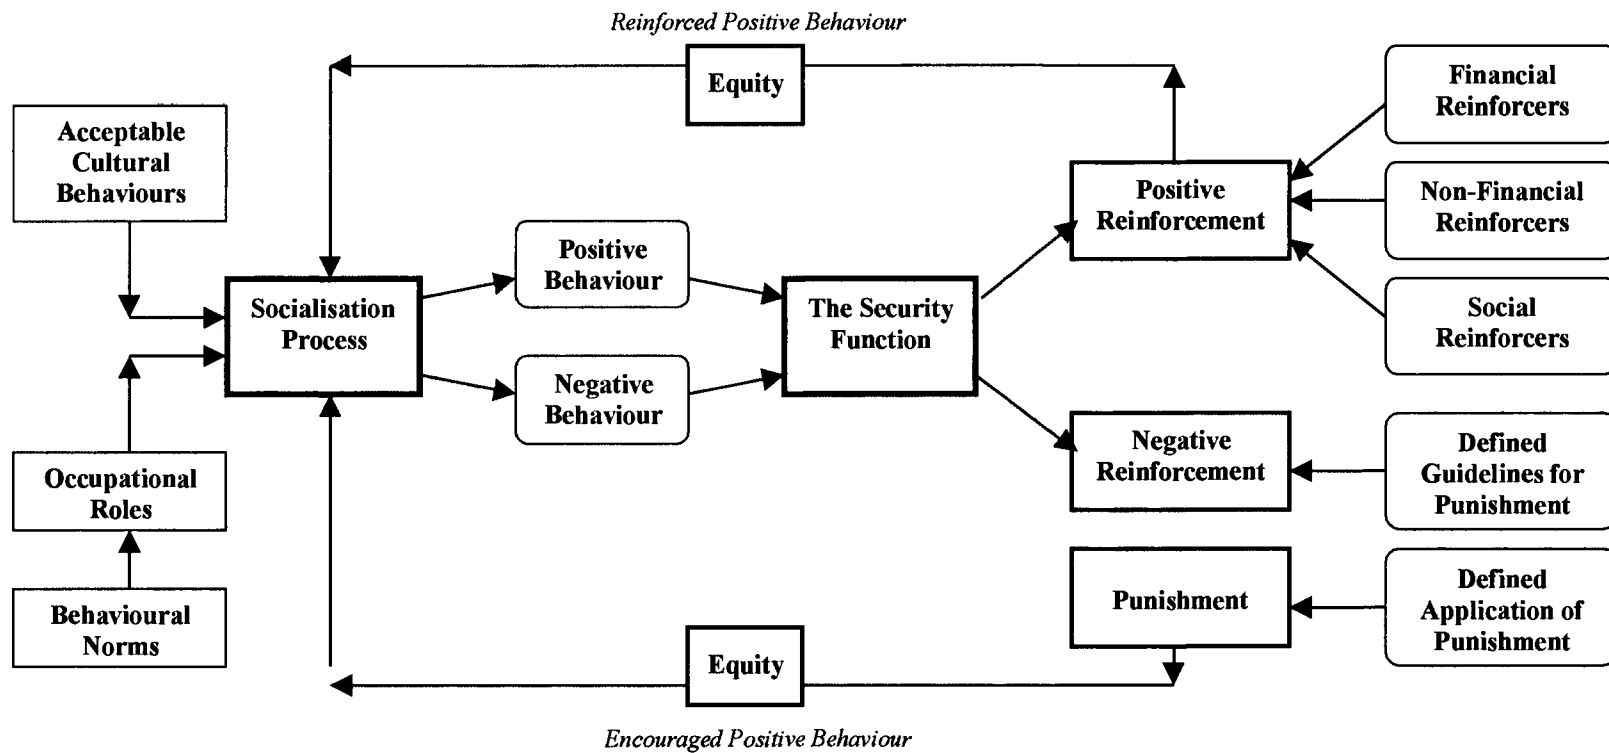 Reinforced Positive Behaviour
Equity
Financial
Reinforcers
Acceptable
Cultural
Behaviours
Positive
Reinforcement
Non-Financial
Reinforcers
Positive
Behaviour
Socialisation
Process
The Security
Function
Social
Reinforcers
Negative
Behaviour
Occupational
Roles
Negative
Reinforcement
Defined
Guidelines for
Punishment
Behavioural
Norms
Punishment
Defined
Application of
Punishment
Equity
Encouraged Positive Behaviour